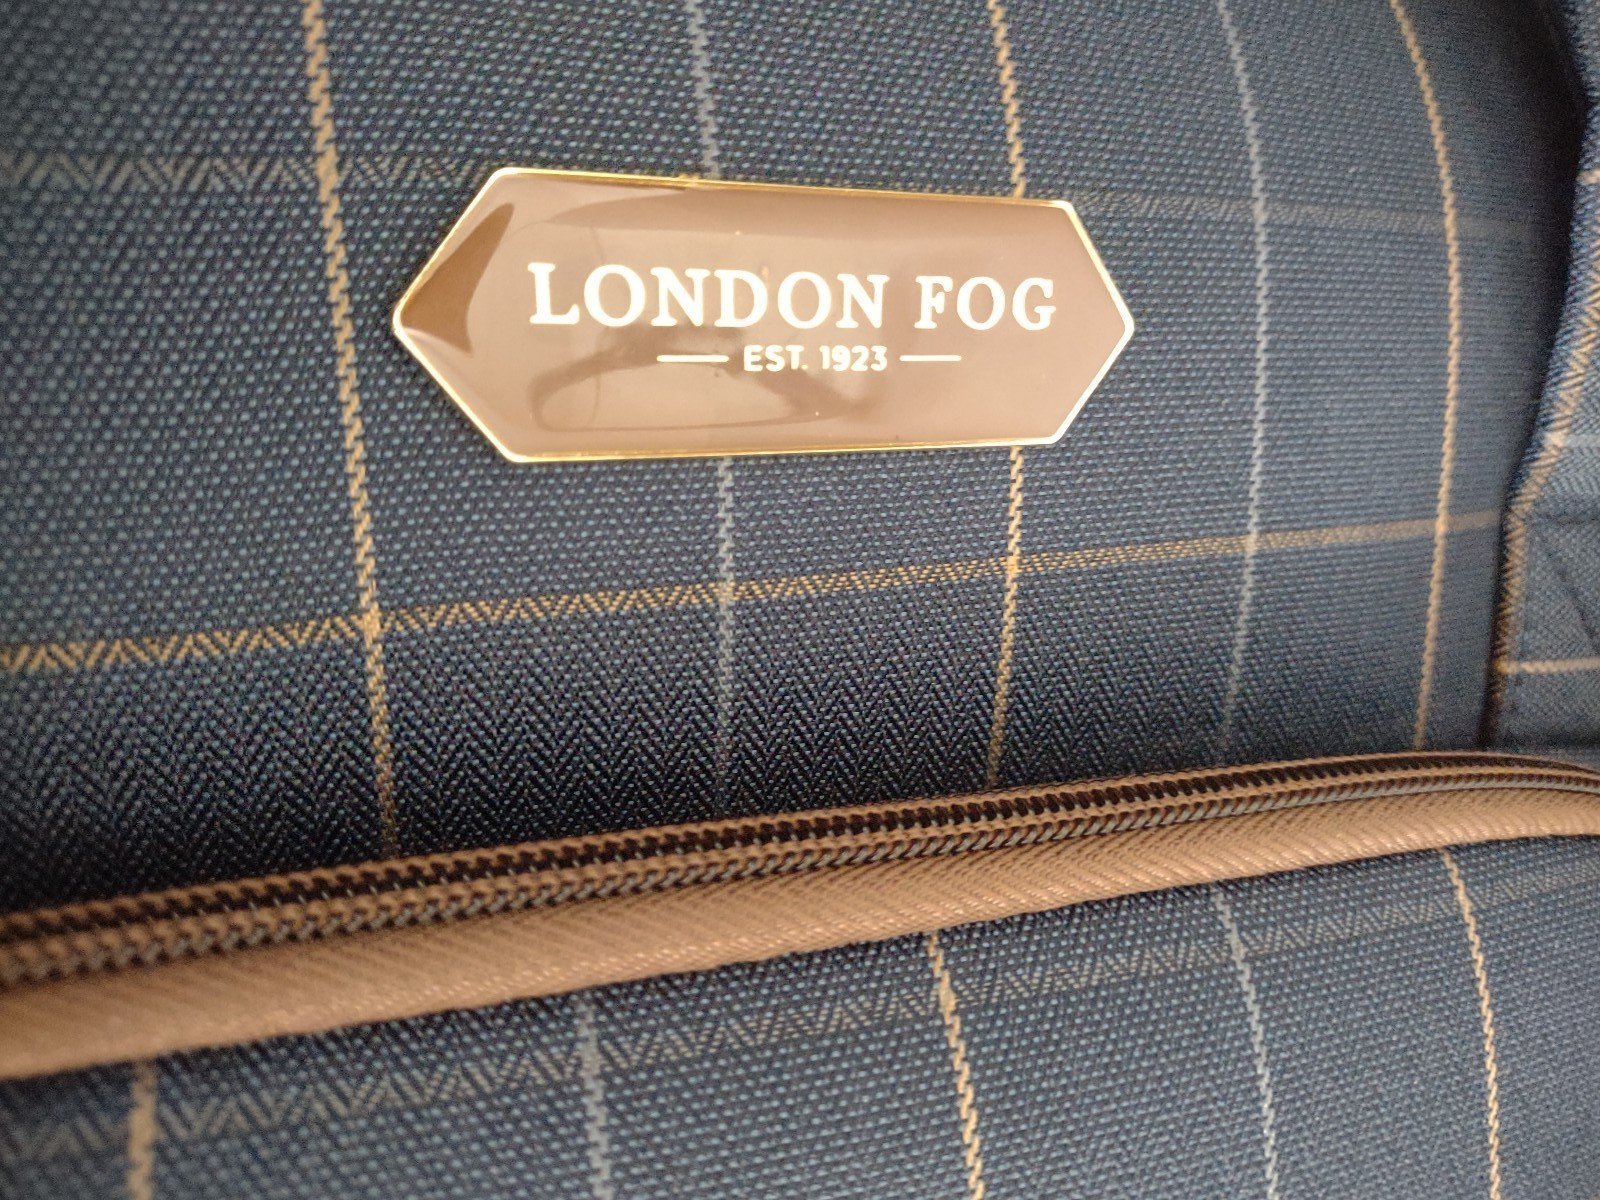 LONDON FOG
EST. 1923